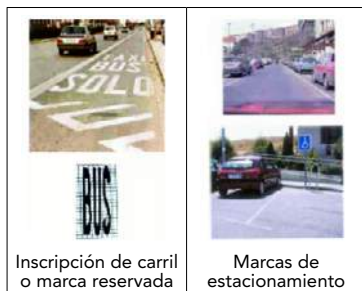 BUS
SOLO
BUS
Inscripción de carril
o marca reservada
Marcas de
estacionamiento